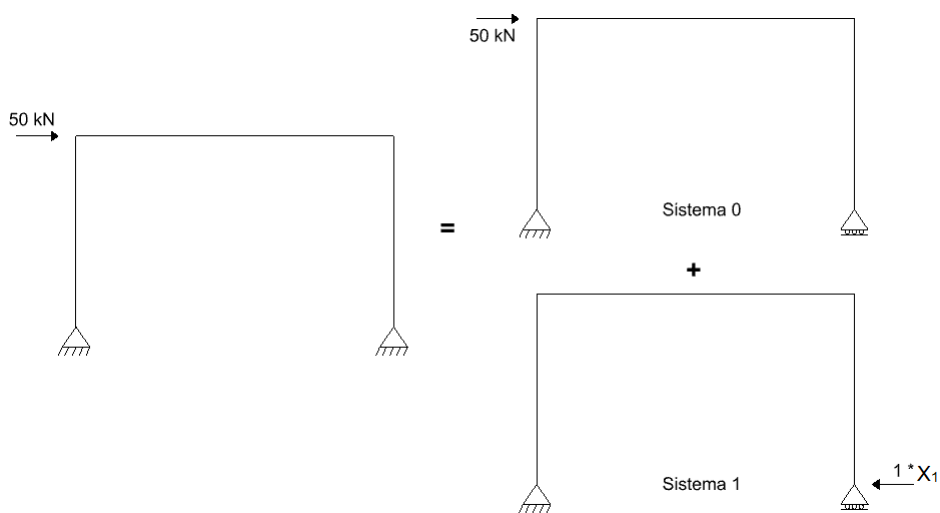 50 kN
=
50 kN
Sistema 0
+
Sistema 1
1 * X₁